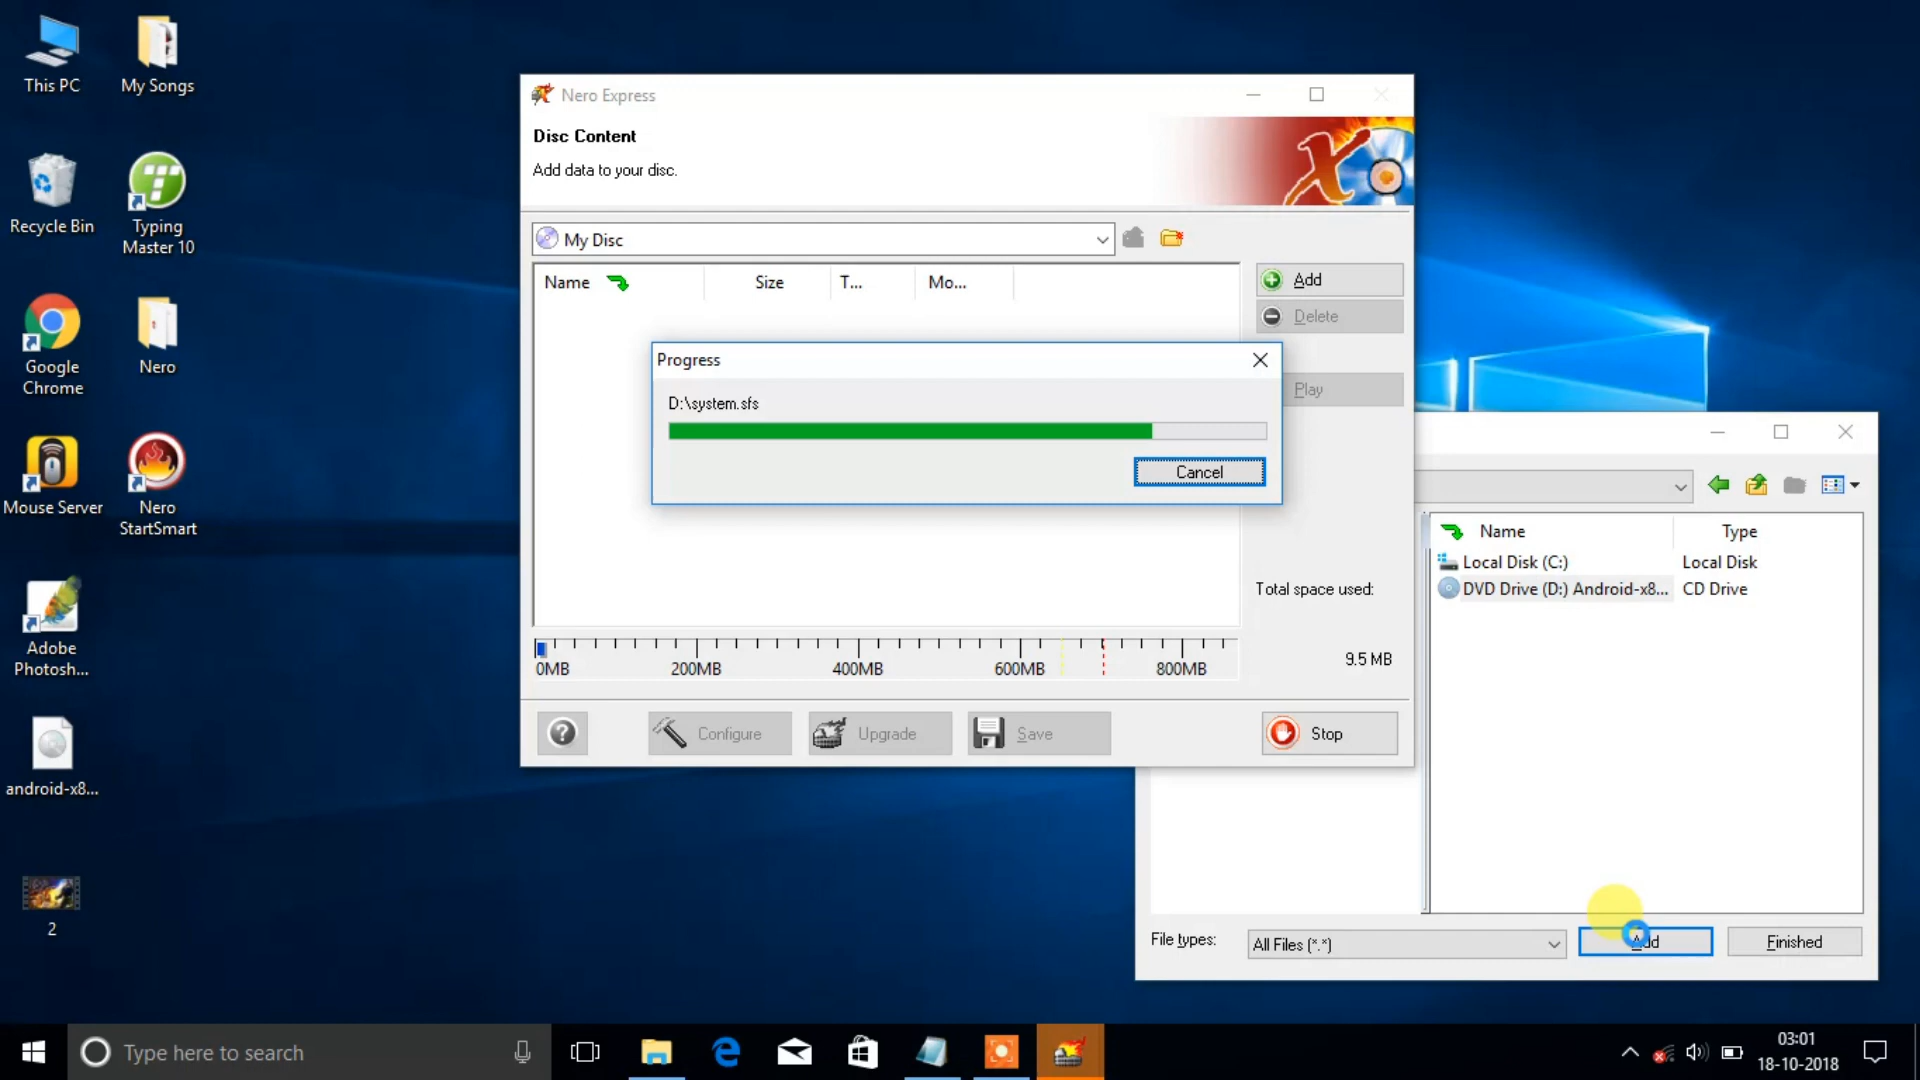 This PC
My Songs
Recycle Bin
Typing
Master 10
Google
Chrome
Nero
Mouse Server
Nero
StartSmart
Adobe
Photosh...
android-x8...
2
Nero Express
Disc Content
Add data to your disc.
My Disc
Name
Size
T...
Mo...
Add
Delete
Play
Progress
D:\system.sfs
Cancel
Total space used:
9.5 MB
0MB
200MB
400MB
600MB
800MB
Configure
Upgrade
Save
Stop
Name
Type
Local Disk (C:)
Local Disk
DVD Drive (D:) Android-x8...
CD Drive
File types:
All Files (*.*)
Add
Finished
Type here to search
03:01
18-10-2018